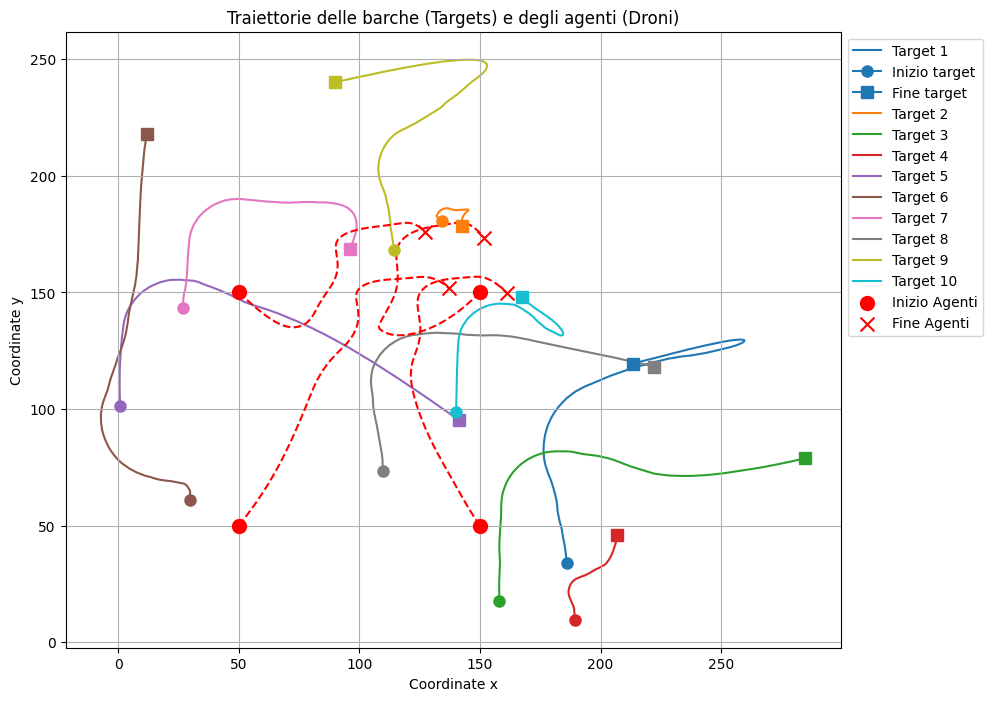 Traiettorie delle barche (Targets) e degli agenti (Droni)
Coordinate y
250
200
150
100
50
0
0
50
100
150
200
250
Coordinate x
Target 1
Inizio target
Fine target
Target 2
Target 3
Target 4
Target 5
Target 6
Target 7
Target 8
Target 9
Target 10
Inizio Agenti
Fine Agenti